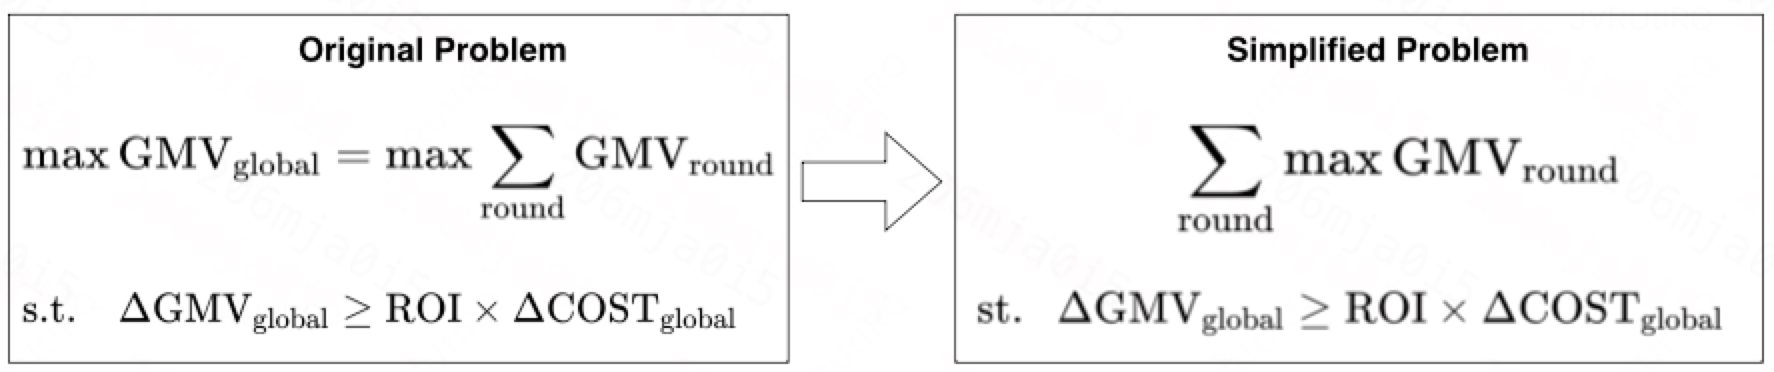 Original Problem
max GMV_global = max ∑_round GMV_round
s.t. ΔGMV_global ≥ ROI × ΔCOST_global
Simplified Problem
∑_round max GMV_round
st. ΔGMV_global ≥ ROI × ΔCOST_global